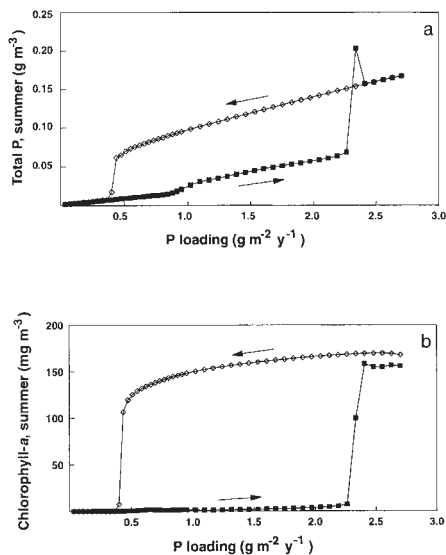 a
0.20
0.15
0.10
0.05
Total P, summer (g m-3)
0.5 1.0 1.5 2.0 2.5 3.0
P loading (g m-2 y-1)
b
200
150
100
50
Chlorophyll-a, summer (mg m-3)
0.5 1.0 1.5 2.0 2.5 3.0
P loading (g m-2 y-1)